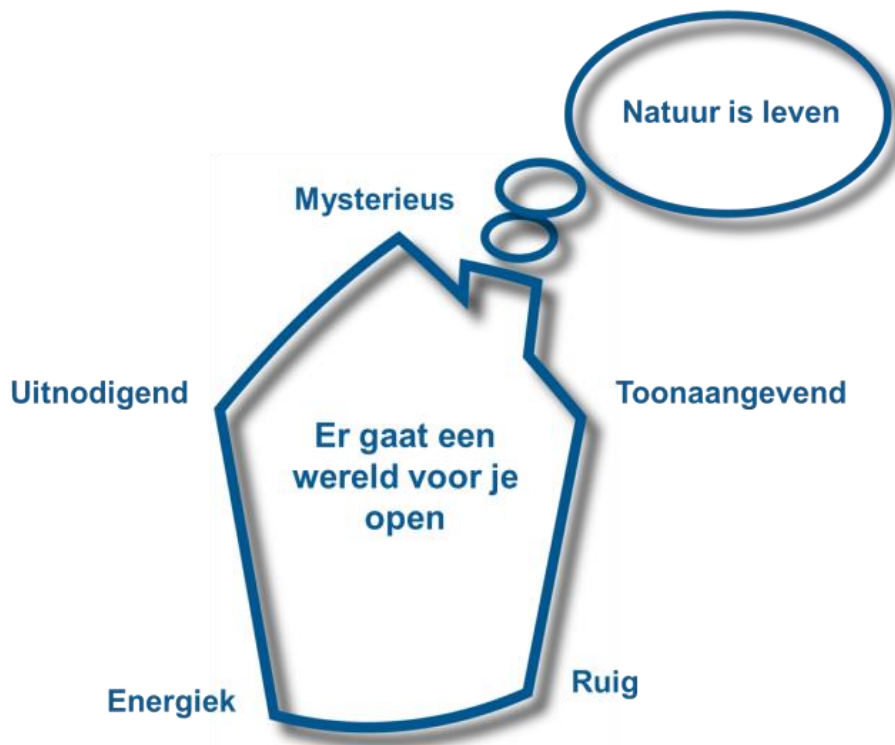 Natuur is leven
Mysterieus
Uitnodigend
Toonaangevend
Er gaat een
wereld voor je
open
Energiek
Ruig